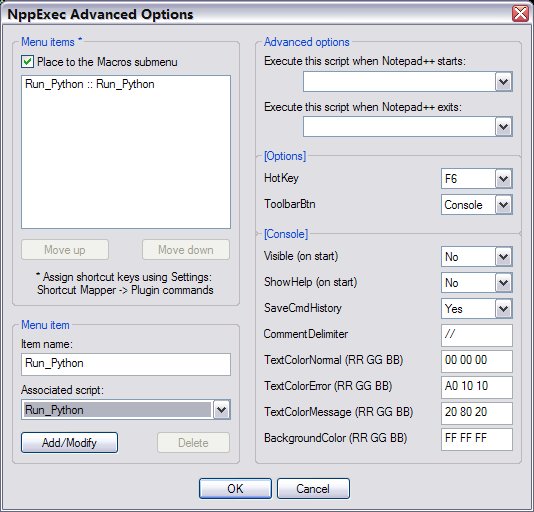 NppExec Advanced Options
Menu items *
Place to the Macros submenu
Run_Python :: Run_Python
Move up
Move down
* Assign shortcut keys using Settings:
Shortcut Mapper -> Plugin commands
Menu item
Item name:
Run_Python
Associated script:
Run_Python
Add/Modify
Delete
Advanced options
Execute this script when Notepad++ starts:
Execute this script when Notepad++ exits:
[Options]
HotKey
F6
ToolbarBtn
Console
[Console]
Visible (on start)
No
ShowHelp (on start)
No
SaveCmdHistory
Yes
CommentDelimiter
//
TextColorNormal (RR GG BB)
00 00 00
TextColorError (RR GG BB)
A0 10 10
TextColorMessage (RR GG BB)
20 80 20
BackgroundColor (RR GG BB)
FF FF FF
OK
Cancel